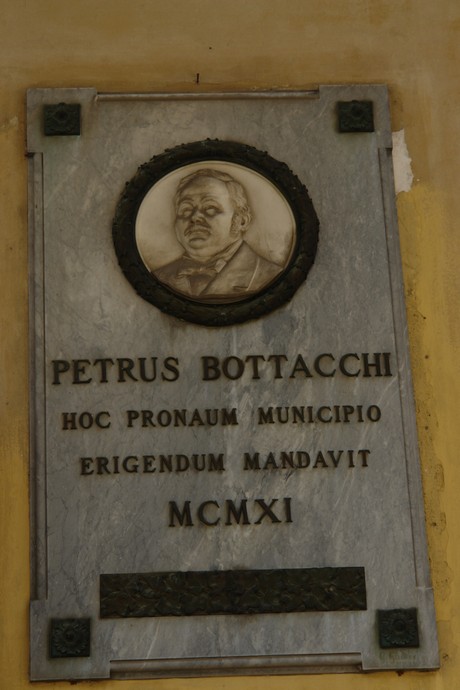 PETRUS BOTTACCHI
HOC PRONAUM MUNICIPIO
ERIGENDUM MANDAVIT
MCMXI